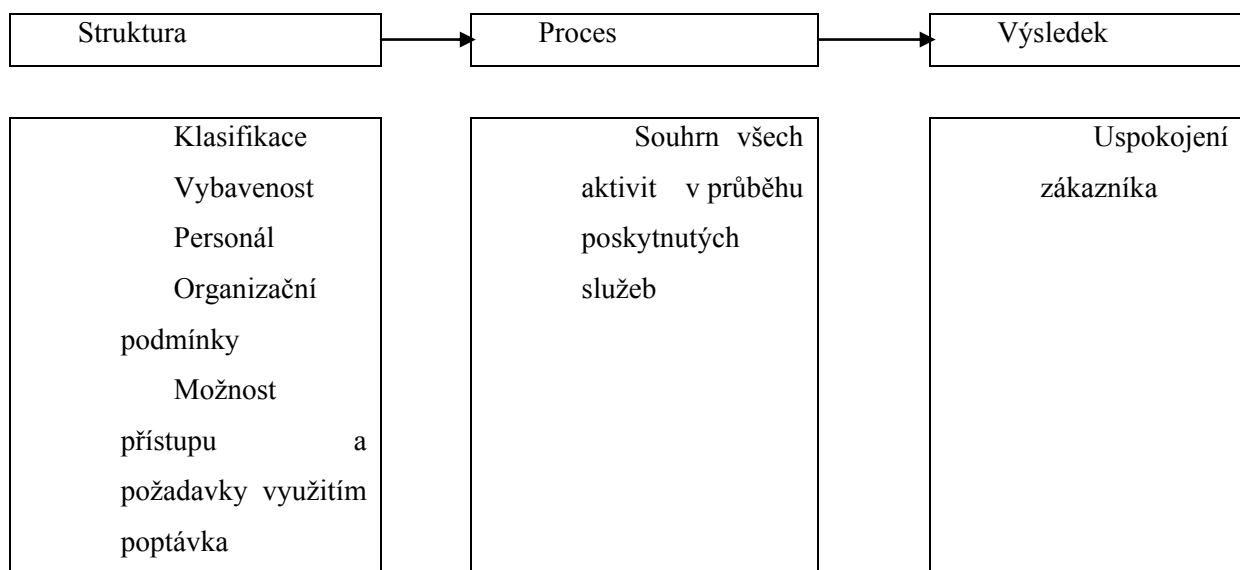 Struktura
Proces
Výsledek
Klasifikace
Vybavenost
Personál
Organizační
podmínky
Možnost
přístupu a
požadavky využitím
poptávka
Souhrn všech
aktivit v průběhu
poskytnutých
služeb
Uspokojení
zákazníka